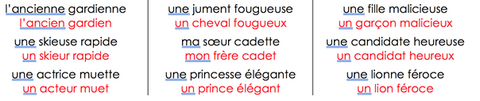 l'ancienne gardienne
l'ancien gardien
une skieuse rapide
un skieur rapide
une actrice muette
un acteur muet
une jument fougueuse
un cheval fougueux
ma sœur cadette
mon frère cadet
une princesse élégante
un prince élégant
une fille malicieuse
un garçon malicieux
une candidate heureuse
un candidat heureux
une lionne féroce
un lion féroce